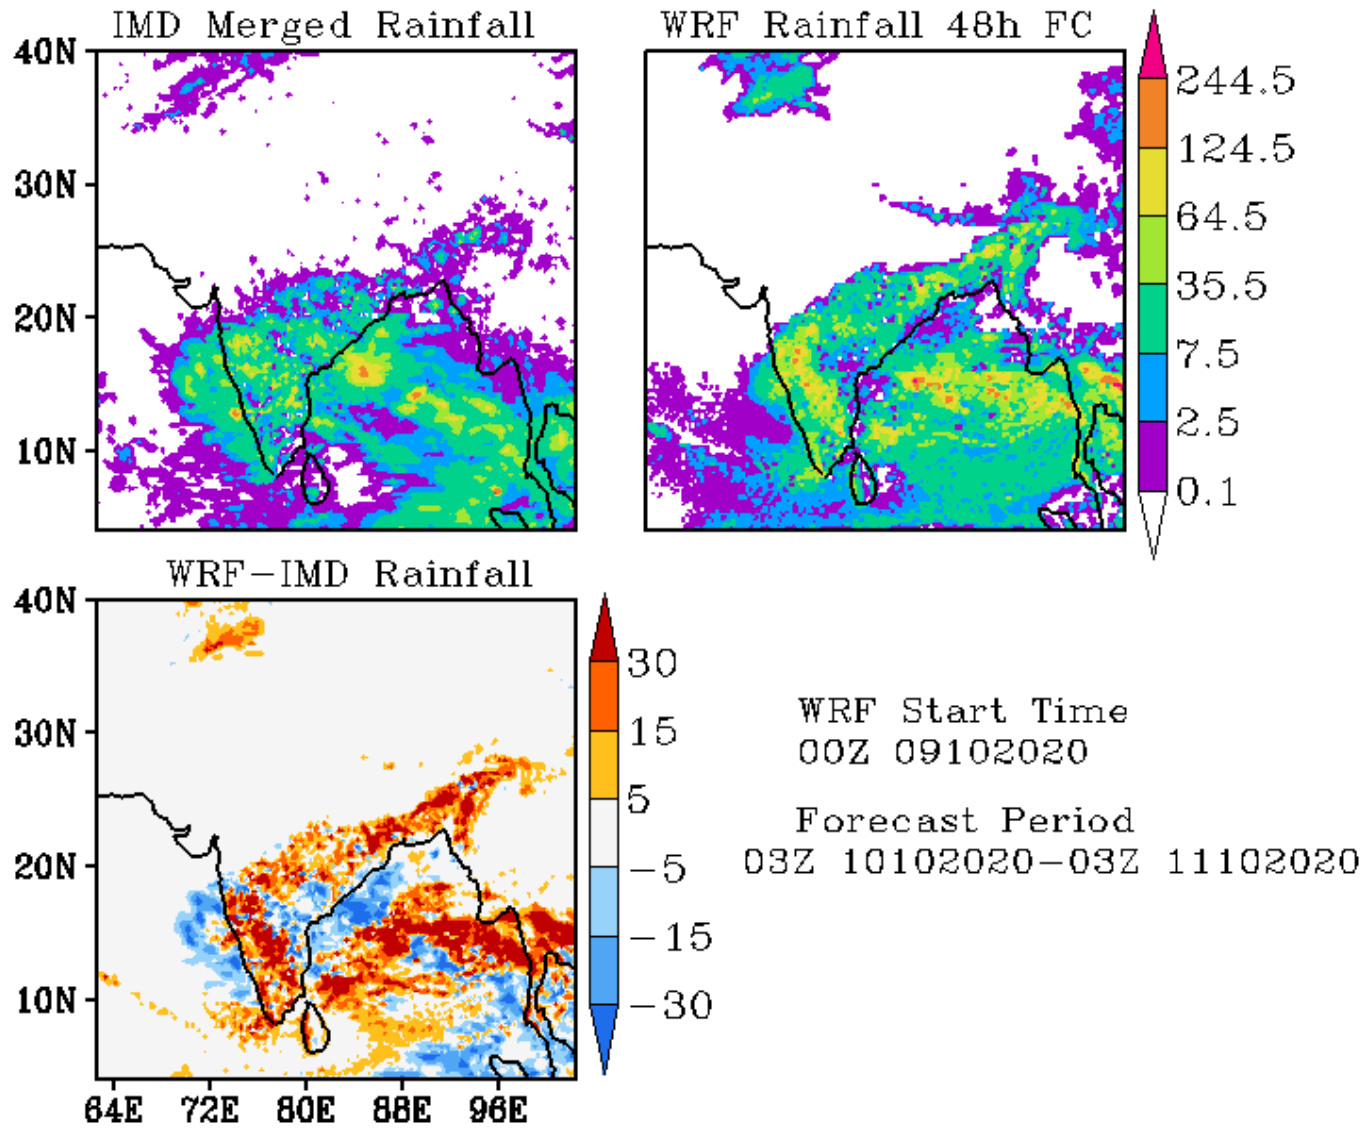 IMD Merged Rainfall
WRF Rainfall 48h FC
40N
30N
20N
10N
244.5
124.5
64.5
35.5
7.5
2.5
0.1
WRF-IMD Rainfall
40N
30N
20N
10N
64E 72E 80E 88E 96E
30
15
5
-5
-15
-30
WRF Start Time
00Z 09102020
Forecast Period
03Z 10102020-03Z 11102020